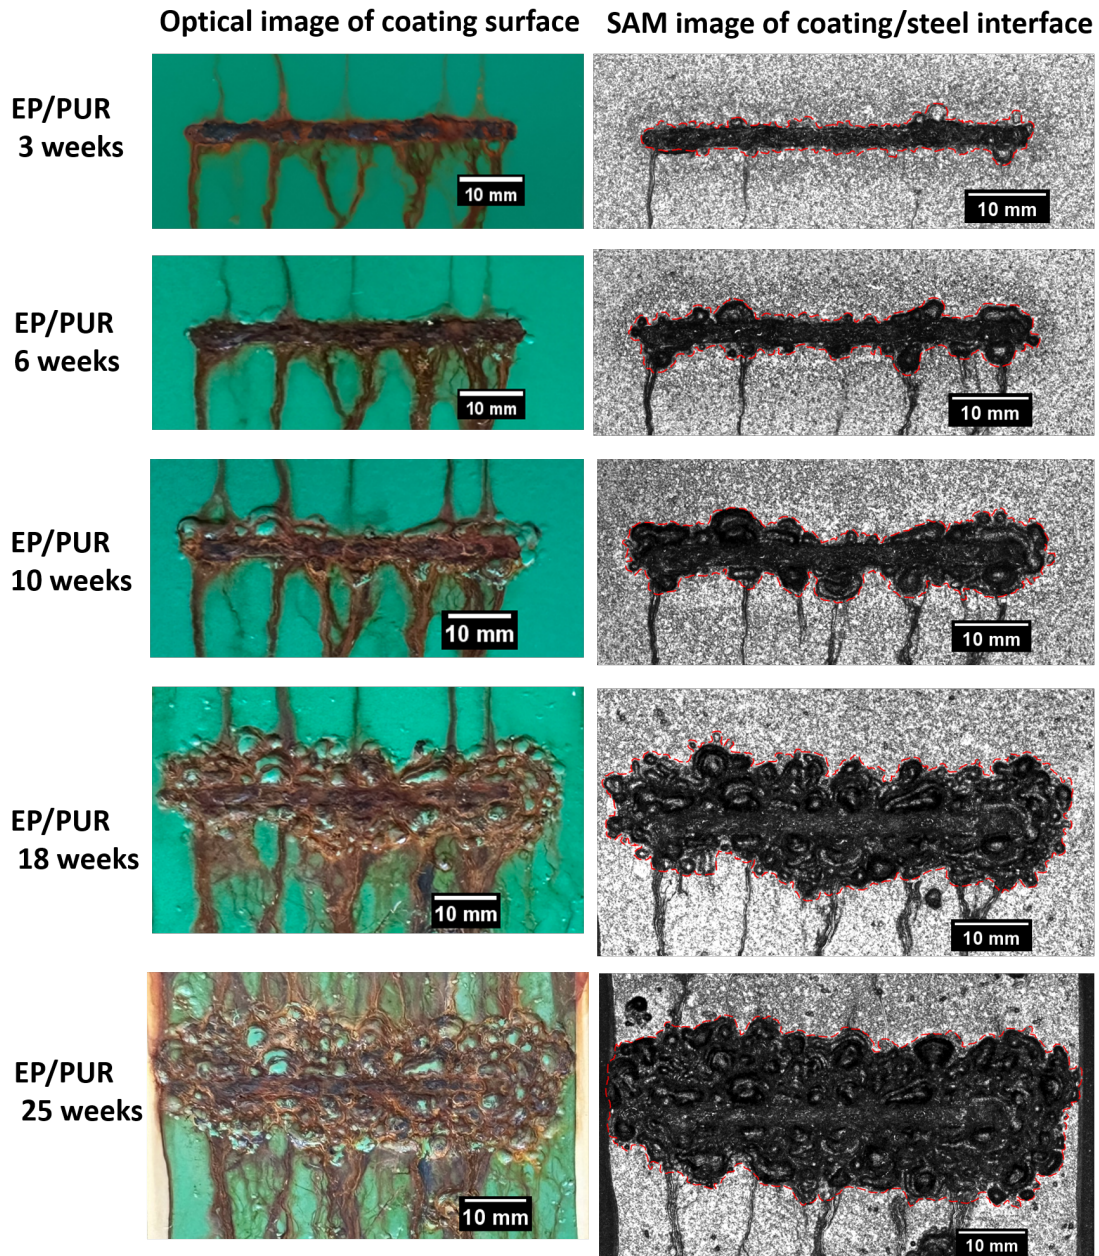 Optical image of coating surface
SAM image of coating/steel interface
EP/PUR
3 weeks
10 mm
10 mm
EP/PUR
6 weeks
10 mm
10 mm
EP/PUR
10 weeks
10 mm
10 mm
EP/PUR
18 weeks
10 mm
10 mm
EP/PUR
25 weeks
10 mm
10 mm